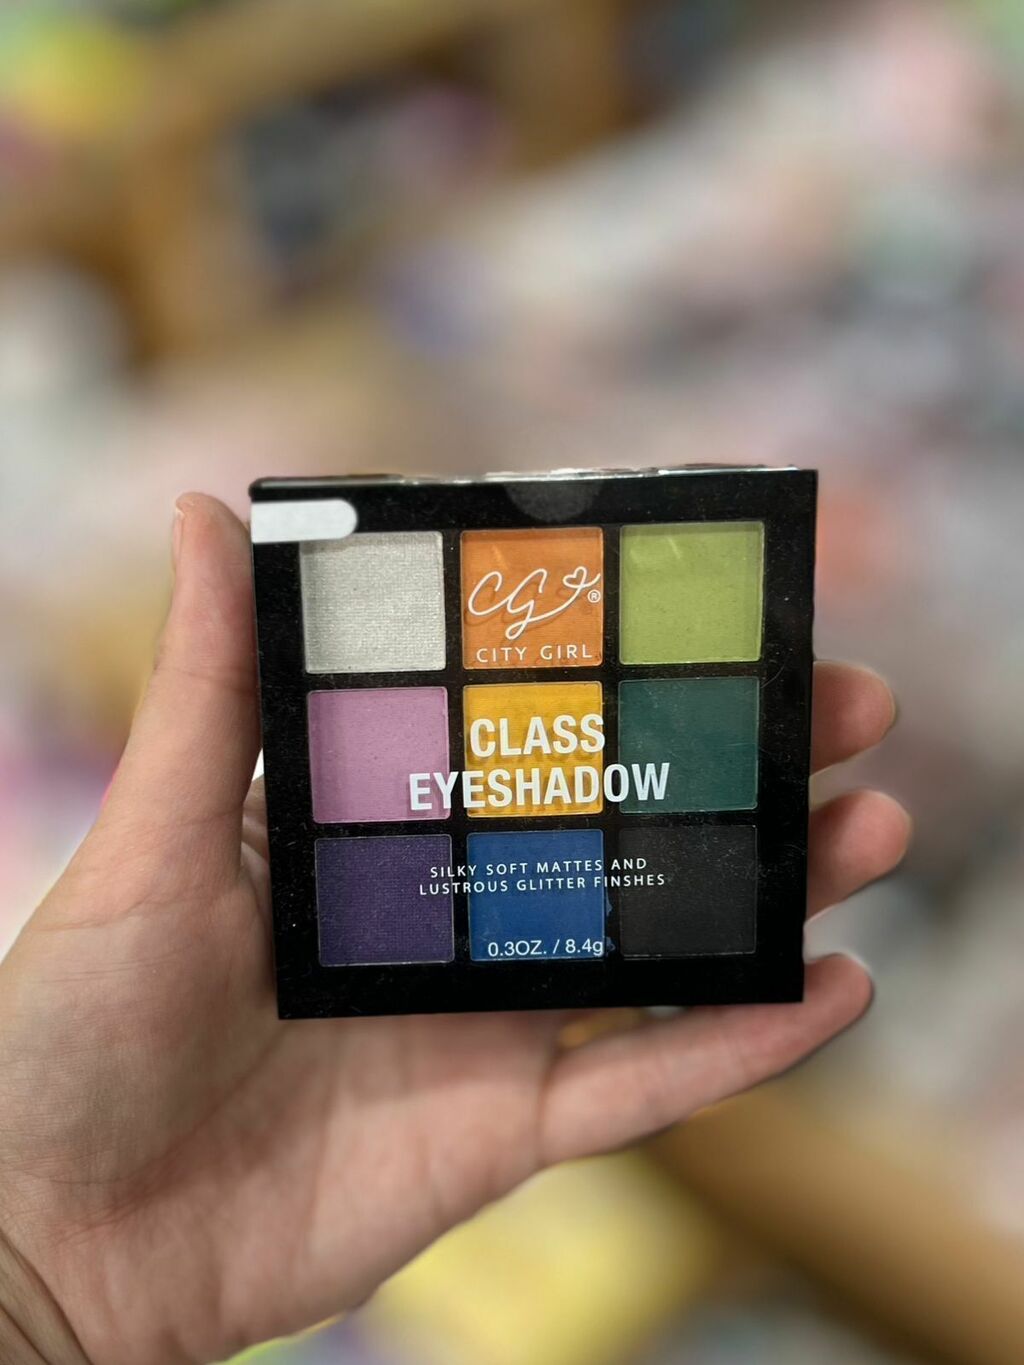 CG®
CITY GIRL
CLASS
EYESHADOW
SILKY SOFT MATTES AND
LUSTROUS GLITTER FINSHES
0.3OZ. / 8.4g